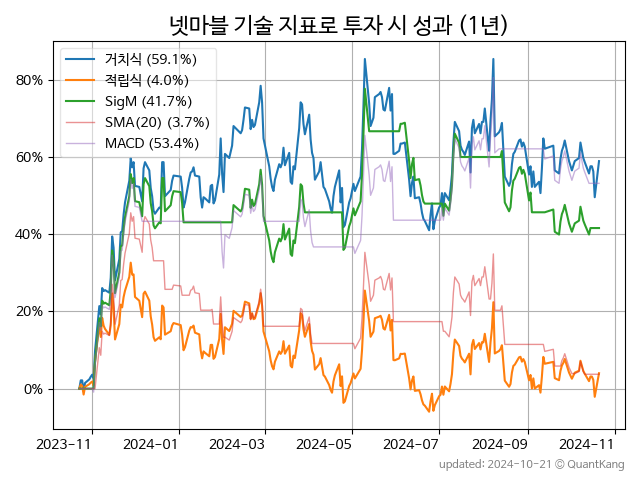 넷마블 기술 지표로 투자 시 성과 (1년)
거치식 (59.1%)
적립식 (4.0%)
SigM (41.7%)
SMA(20) (3.7%)
MACD (53.4%)
80%
60%
40%
20%
0%
2023-11 2024-01 2024-03 2024-05 2024-07 2024-09 2024-11
updated: 2024-10-21 © QuantKang